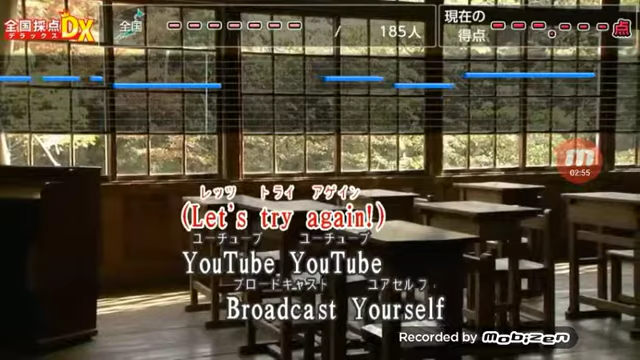 全国採点
デラックス DX
全国 ------ / 185人
現在の
得点 --.---点
02:55
レッツ トライ アゲイン
(Let's try again!)
ユーチューブ ユーチューブ
YouTube YouTube
ブロードキャスト ユアセルフ
Broadcast Yourself
Recorded by Mobizen